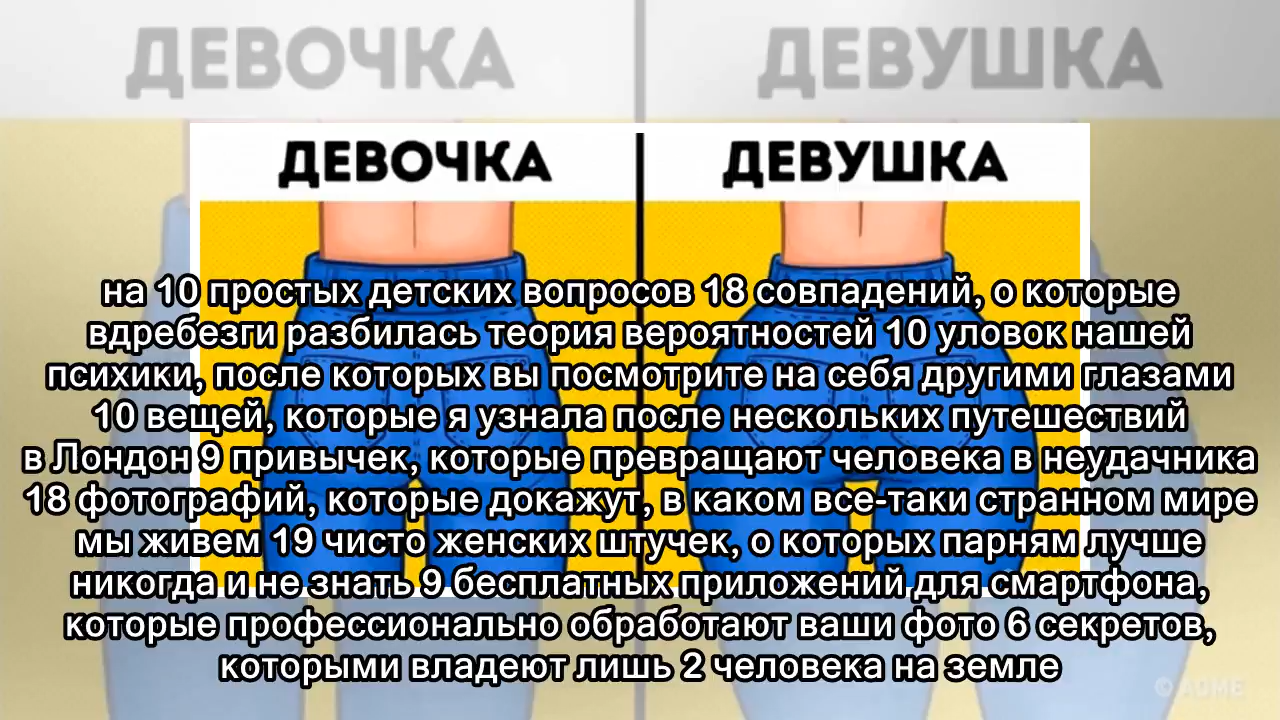 ДЕВОЧКА
ДЕВУШКА
ДЕВОЧКА
ДЕВУШКА
на 10 простых детских вопросов 18 совпадений, о которые
вдребезги разбилась теория вероятностей 10 уловок нашей
психики, после которых вы посмотрите на себя другими глазами
10 вещей, которые я узнала после нескольких путешествий
в Лондон 9 привычек, которые превращают человека в неудачника
18 фотографий, которые докажут, в каком все-таки странном мире
мы живем 19 чисто женских штучек, о которых парням лучше
никогда и не знать 9 бесплатных приложений для смартфона,
которые профессионально обработают ваши фото 6 секретов,
которыми владеют лишь 2 человека на земле
© ADME